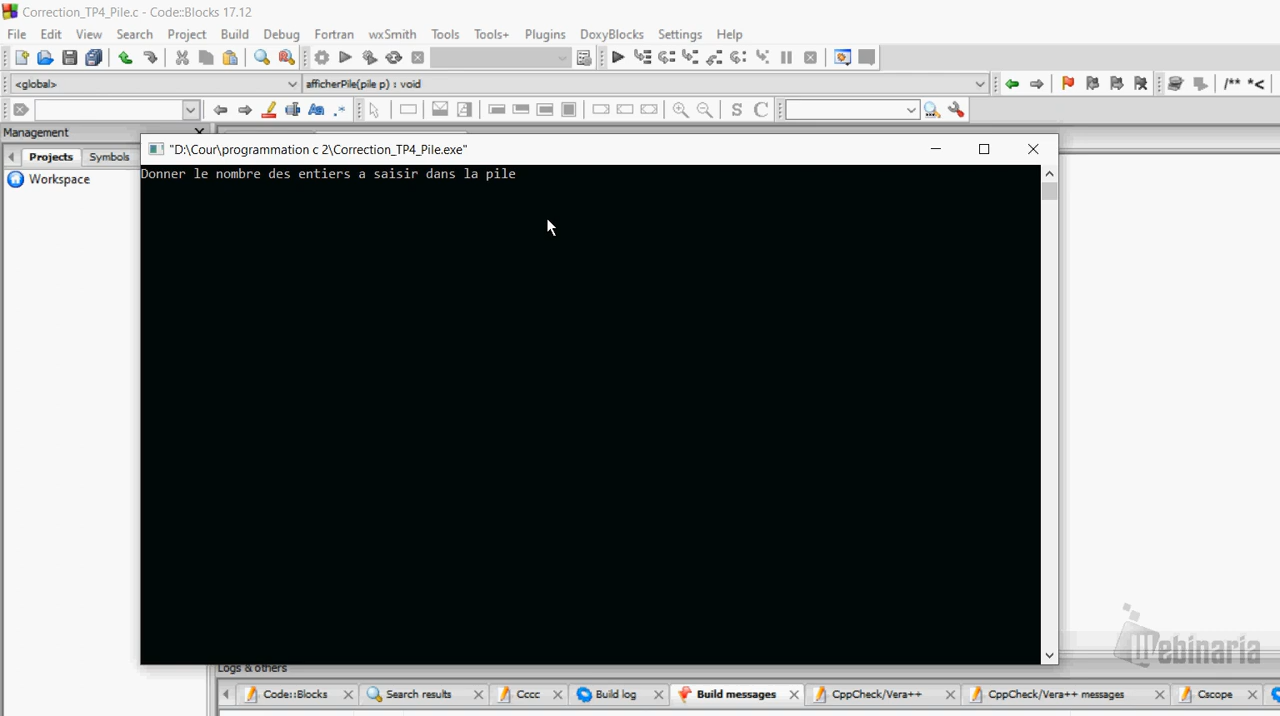 Correction_TP4_Pile.c - Code::Blocks 17.12
File Edit View Search Project Build Debug Fortran wxSmith Tools Tools+ Plugins DoxyBlocks Settings Help
<global> afficherPile(pile p) : void
/** *<
S C
Management
"D:\Cour\programmation c 2\Correction_TP4_Pile.exe"
Projects Symbols
Donner le nombre des entiers a saisir dans la pile
Workspace
Webinaria
Logs & others
Code::Blocks Search results Cccc Build log Build messages CppCheck/Vera++ CppCheck/Vera++ messages Cscope